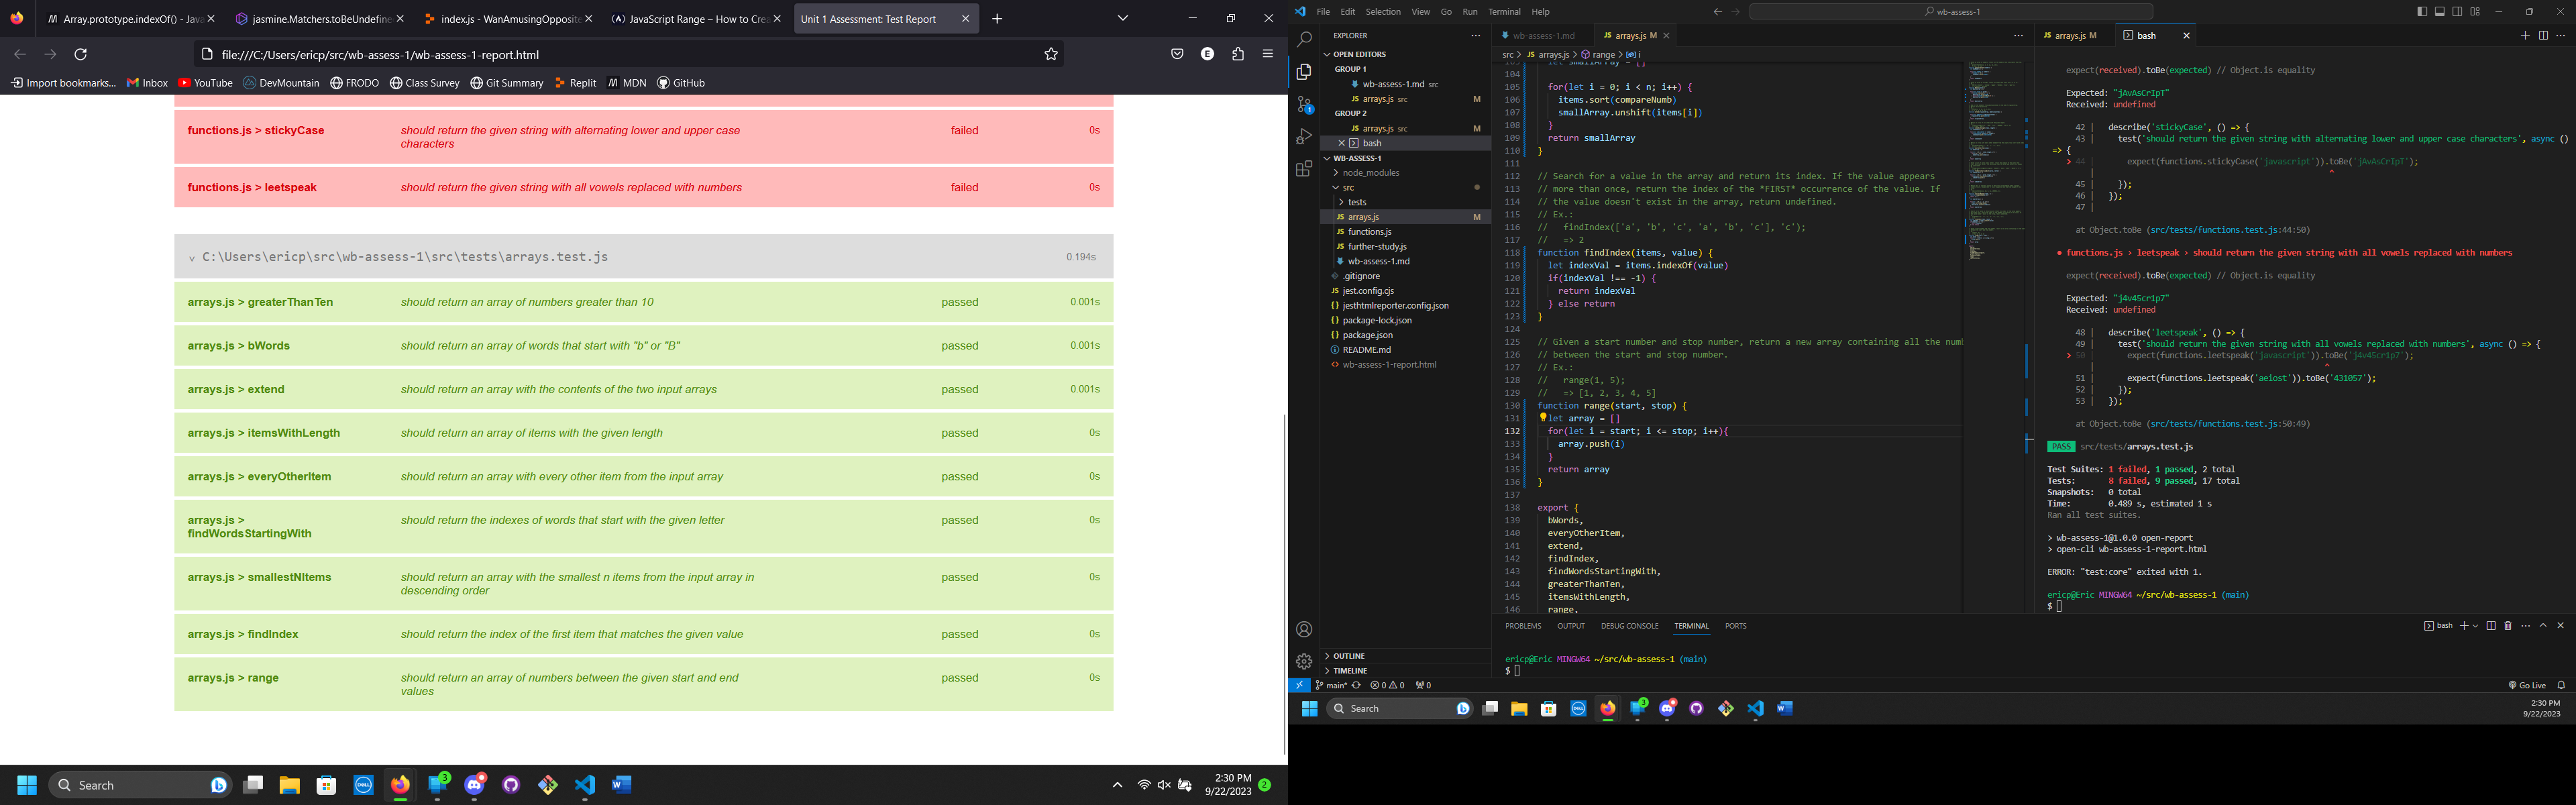 Array.prototype.indexOf() - Java
jasmine.Matchers.toBeUndefine
index.js - WanAmusingOpposite
JavaScript Range – How to Crea
Unit 1 Assessment: Test Report
file:///C:/Users/ericp/src/wb-assess-1/wb-assess-1-report.html
Import bookmarks... Inbox YouTube DevMountain FRODO Class Survey Git Summary Replit MDN GitHub
functions.js > stickyCase should return the given string with alternating lower and upper case failed 0s
characters
functions.js > leetspeak should return the given string with all vowels replaced with numbers failed 0s
C:\Users\ericp\src\wb-assess-1\src\tests\arrays.test.js 0.194s
arrays.js > greaterThanTen should return an array of numbers greater than 10 passed 0.001s
arrays.js > bWords should return an array of words that start with "b" or "B" passed 0.001s
arrays.js > extend should return an array with the contents of the two input arrays passed 0.001s
arrays.js > itemsWithLength should return an array of items with the given length passed 0s
arrays.js > everyOtherItem should return an array with every other item from the input array passed 0s
arrays.js > should return the indexes of words that start with the given letter passed 0s
findWordsStartingWith
arrays.js > smallestNItems should return an array with the smallest n items from the input array in passed 0s
descending order
arrays.js > findIndex should return the index of the first item that matches the given value passed 0s
arrays.js > range should return an array of numbers between the given start and end passed 0s
values
Search
3
2:30 PM
9/22/2023
2
File Edit Selection View Go Run Terminal Help
wb-assess-1
EXPLORER
OPEN EDITORS
GROUP 1
wb-assess-1.md src
arrays.js src M
GROUP 2
arrays.js src M
bash
WB-ASSESS-1
node_modules
src
tests
arrays.js M
functions.js
further-study.js
wb-assess-1.md
.gitignore
jest.config.cjs
jesthtmlreporter.config.json
package-lock.json
package.json
README.md
wb-assess-1-report.html
OUTLINE
TIMELINE
wb-assess-1.md
arrays.js M
src > arrays.js > range > i
103 let smallArray = []
104
105 for(let i = 0; i < n; i++) {
106 items.sort(compareNumb)
107 smallArray.unshift(items[i])
108 }
109 return smallArray
110 }
111
112 // Search for a value in the array and return its index. If the value appears
113 // more than once, return the index of the *FIRST* occurrence of the value. If
114 // the value doesn't exist in the array, return undefined.
115 // Ex.:
116 // findIndex(['a', 'b', 'c', 'a', 'b', 'c'], 'c');
117 // => 2
118 function findIndex(items, value) {
119 let indexVal = items.indexOf(value)
120 if(indexVal !== -1) {
121 return indexVal
122 } else return
123 }
124
125 // Given a start number and stop number, return a new array containing all the num
126 // between the start and stop number.
127 // Ex.:
128 // range(1, 5);
129 // => [1, 2, 3, 4, 5]
130 function range(start, stop) {
131 let array = []
132 for(let i = start; i <= stop; i++){
133 array.push(i)
134 }
135 return array
136 }
137
138 export {
139 bWords,
140 everyOtherItem,
141 extend,
142 findIndex,
143 findWordsStartingWith,
144 greaterThanTen,
145 itemsWithLength,
146 range,
arrays.js M
bash
expect(received).toBe(expected) // Object.is equality
Expected: "jAvAsCrIpT"
Received: undefined
42 | describe('stickyCase', () => {
43 | test('should return the given string with alternating lower and upper case characters', async ()
=> {
> 44 | expect(functions.stickyCase('javascript')).toBe('jAvAsCrIpT');
| ^
45 | });
46 | });
47 |
at Object.toBe (src/tests/functions.test.js:44:50)
● functions.js › leetspeak › should return the given string with all vowels replaced with numbers
expect(received).toBe(expected) // Object.is equality
Expected: "j4v45cr1p7"
Received: undefined
48 | describe('leetspeak', () => {
49 | test('should return the given string with all vowels replaced with numbers', async () => {
> 50 | expect(functions.leetspeak('javascript')).toBe('j4v45cr1p7');
| ^
51 | expect(functions.leetspeak('aeiost')).toBe('431057');
52 | });
53 | });
at Object.toBe (src/tests/functions.test.js:50:49)
PASS src/tests/arrays.test.js
Test Suites: 1 failed, 1 passed, 2 total
Tests: 8 failed, 9 passed, 17 total
Snapshots: 0 total
Time: 0.489 s, estimated 1 s
Ran all test suites.
> wb-assess-1@1.0.0 open-report
> open-cli wb-assess-1-report.html
ERROR: "test:core" exited with 1.
ericp@Eric MINGW64 ~/src/wb-assess-1 (main)
$
PROBLEMS OUTPUT DEBUG CONSOLE TERMINAL PORTS
bash
ericp@Eric MINGW64 ~/src/wb-assess-1 (main)
$
main* 0 0 0 Go Live
Search
3
2:30 PM
9/22/2023